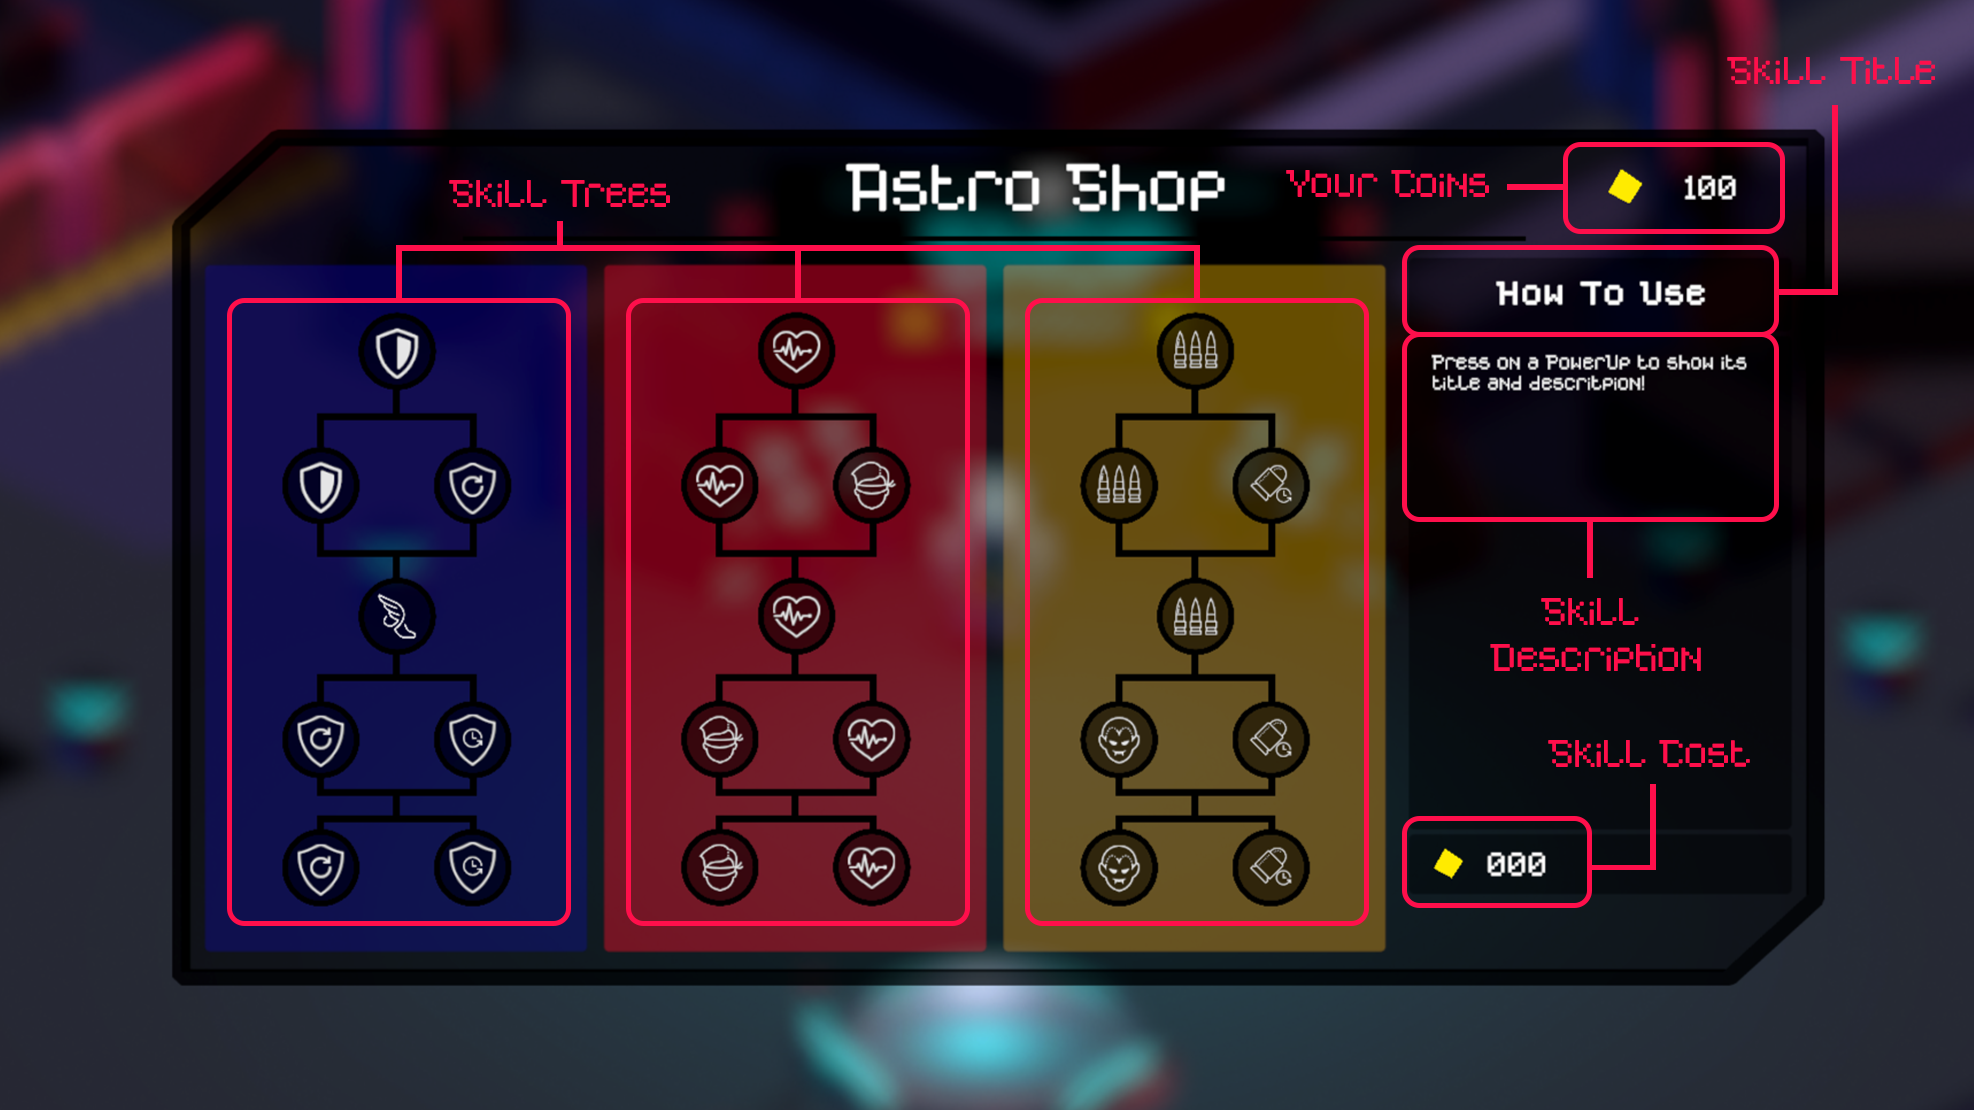 Skill Title
Skill Trees
Astro Shop
Your Coins
100
How To Use
Press on a PowerUp to show its
title and descritpion!
Skill
Description
Skill Cost
000